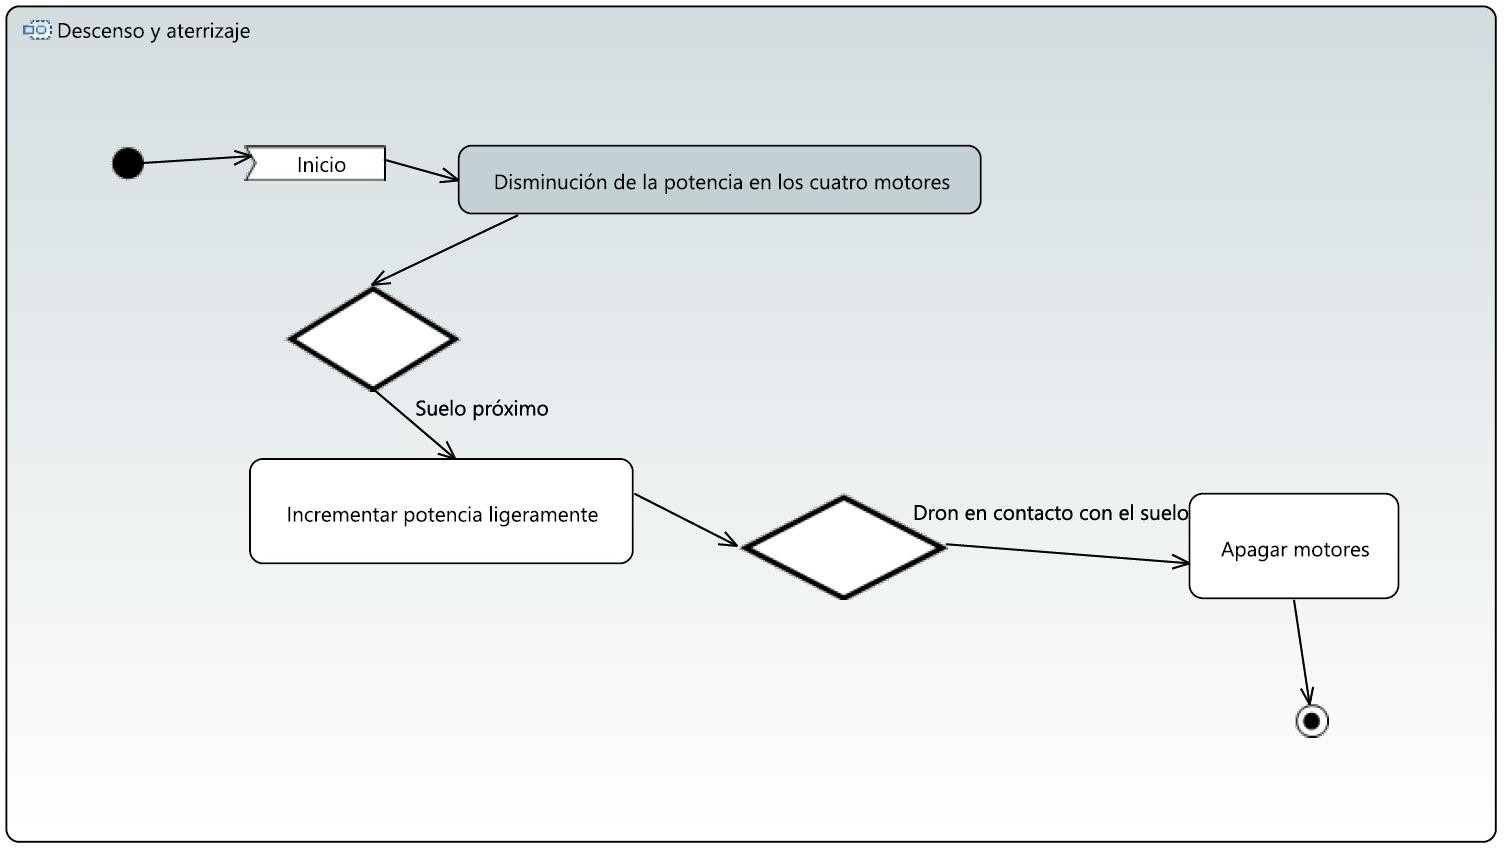 Descenso y aterrizaje
Inicio
Disminución de la potencia en los cuatro motores
Suelo próximo
Incrementar potencia ligeramente
Dron en contacto con el suelo
Apagar motores